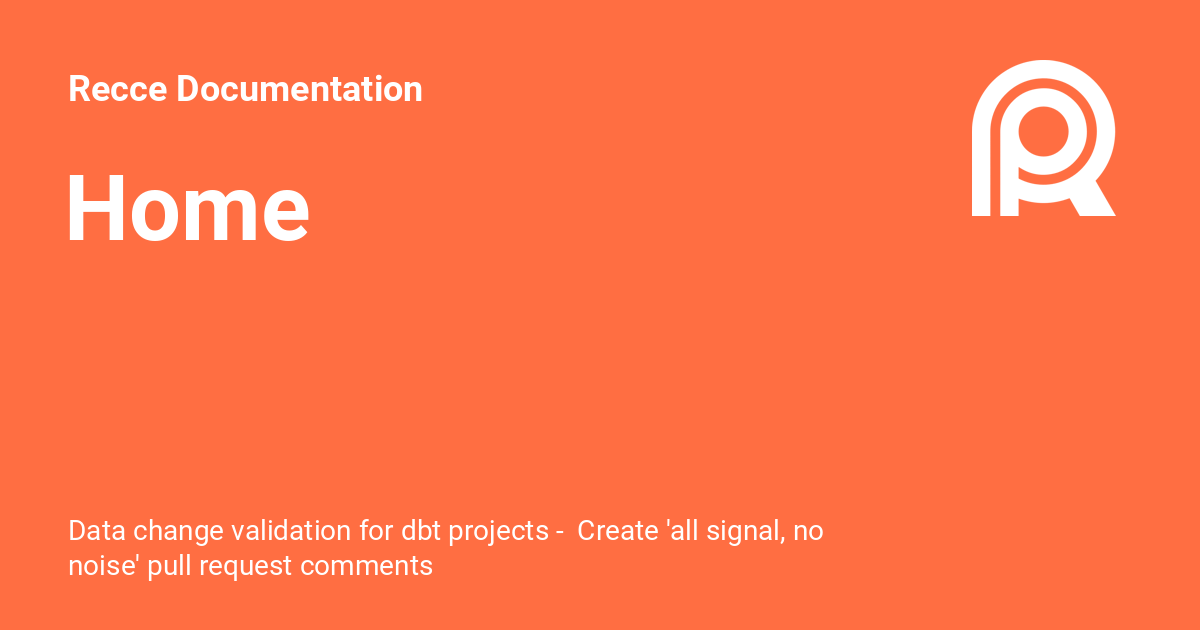 Recce Documentation
Home
Data change validation for dbt projects -  Create 'all signal, no
noise' pull request comments